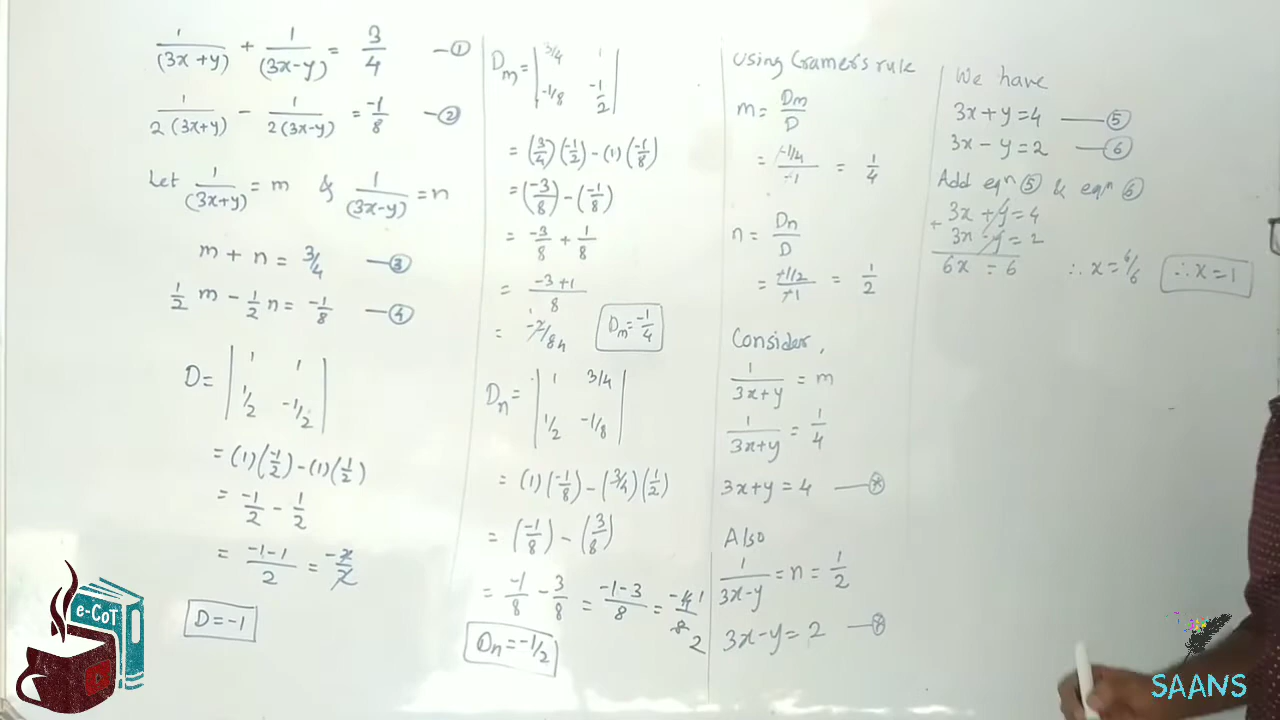 1/(3x+y) + 1/(3x-y) = 3/4 —①
1/2(3x+y) - 1/2(3x-y) = -1/8 —②
Let 1/(3x+y) = m & 1/(3x-y) = n
m + n = 3/4 —③
1/2 m - 1/2 n = -1/8 —④
D = | 1 1
1/2 -1/2 |
= (1)(-1/2) - (1)(1/2)
= -1/2 - 1/2
= -1-1/2 = -2/2
D = -1
Dm = | 3/4 1
-1/8 -1/2 |
= (3/4)(-1/2) - (1)(-1/8)
= (-3/8) - (-1/8)
= -3/8 + 1/8
= -3+1/8
= -2/8 4
Dm = -1/4
Dn = | 1 3/4
1/2 -1/8 |
= (1)(-1/8) - (3/4)(1/2)
= (-1/8) - (3/8)
= -1/8 - 3/8 = -1-3/8 = -4 1/8 2
Dn = -1/2
Using Cramer's rule
m = Dm/D
= -1/4/-1 = 1/4
n = Dn/D
= -1/2/-1 = 1/2
Consider,
1/3x+y = m
1/3x+y = 1/4
3x+y = 4 —
Also
1/3x-y = n = 1/2
3x-y = 2 —
We have
3x+y = 4 —⑤
3x-y = 2 —⑥
Add eqn ⑤ & eqn ⑥
3x + y = 4
+ 3x - y = 2
6x = 6 ∴ x = 6/6 ∴ x = 1
e-CoT
SAANS